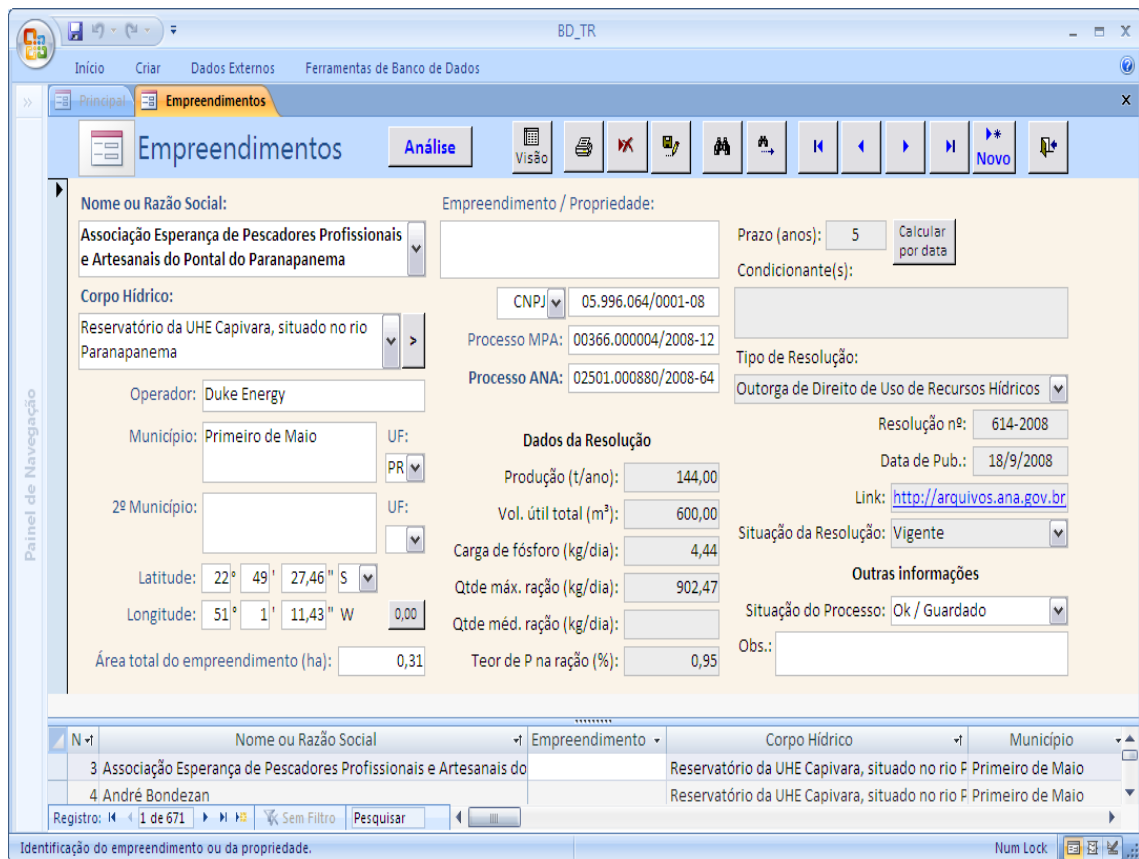 BD_TR
Início Criar Dados Externos Ferramentas de Banco de Dados
Principal Empreendimentos
Painel de Navegação
Empreendimentos
Análise
Visão
Novo
Nome ou Razão Social:
Associação Esperança de Pescadores Profissionais
e Artesanais do Pontal do Paranapanema
Corpo Hídrico:
Reservatório da UHE Capivara, situado no rio
Paranapanema
>
Operador: Duke Energy
Município: Primeiro de Maio
UF:
PR
2º Município:
UF:
Latitude: 22° 49' 27,46" S
Longitude: 51° 1' 11,43" W 0,00
Área total do empreendimento (ha): 0,31
Empreendimento / Propriedade:
CNPJ 05.996.064/0001-08
Processo MPA: 00366.000004/2008-12
Processo ANA: 02501.000880/2008-64
Dados da Resolução
Produção (t/ano): 144,00
Vol. útil total (m³): 600,00
Carga de fósforo (kg/dia): 4,44
Qtde máx. ração (kg/dia): 902,47
Qtde méd. ração (kg/dia):
Teor de P na ração (%): 0,95
Prazo (anos): 5
Calcular
por data
Condicionante(s):
Tipo de Resolução:
Outorga de Direito de Uso de Recursos Hídricos
Resolução nº: 614-2008
Data de Pub.: 18/9/2008
Link: http://arquivos.ana.gov.br
Situação da Resolução: Vigente
Outras informações
Situação do Processo: Ok / Guardado
Obs.:
N Nome ou Razão Social Empreendimento Corpo Hídrico Município
3 Associação Esperança de Pescadores Profissionais e Artesanais do Reservatório da UHE Capivara, situado no rio P Primeiro de Maio
4 André Bondezan Reservatório da UHE Capivara, situado no rio P Primeiro de Maio
Registro: 1 de 671 Sem Filtro Pesquisar
Identificação do empreendimento ou da propriedade. Num Lock